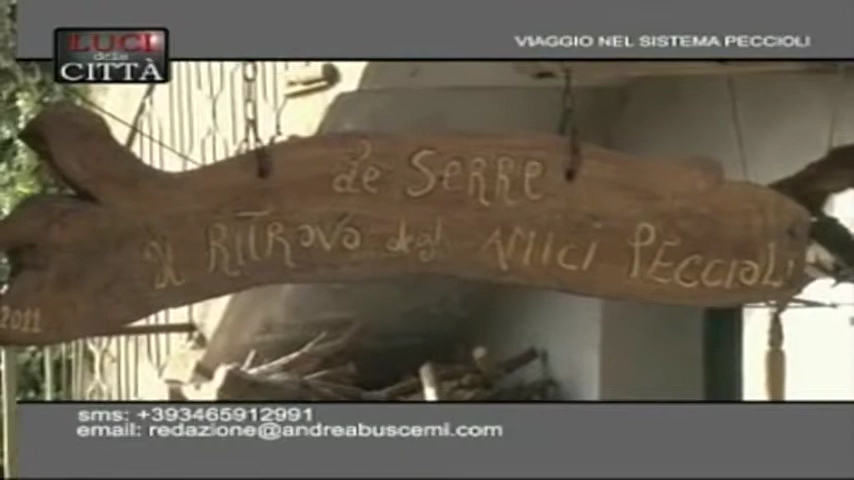 LUCI
della
CITTÀ
VIAGGIO NEL SISTEMA PECCIOLI
de SERRE
il RITROVO degli AMICI PECCIOLI
2011
sms: +393465912991
email: redazione@andreabuscemi.com